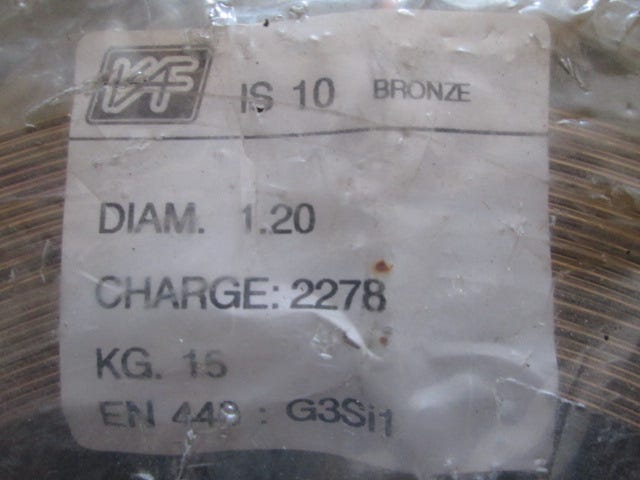 IS 10 BRONZE
DIAM. 1.20
CHARGE: 2278
KG. 15
EN 440 : G3Si1